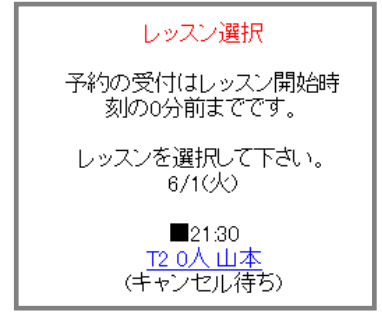 レッスン選択
予約の受付はレッスン開始時
刻の0分前までです。
レッスンを選択して下さい。
6/1(火)
■21:30
T2 0人 山本
(キャンセル待ち)